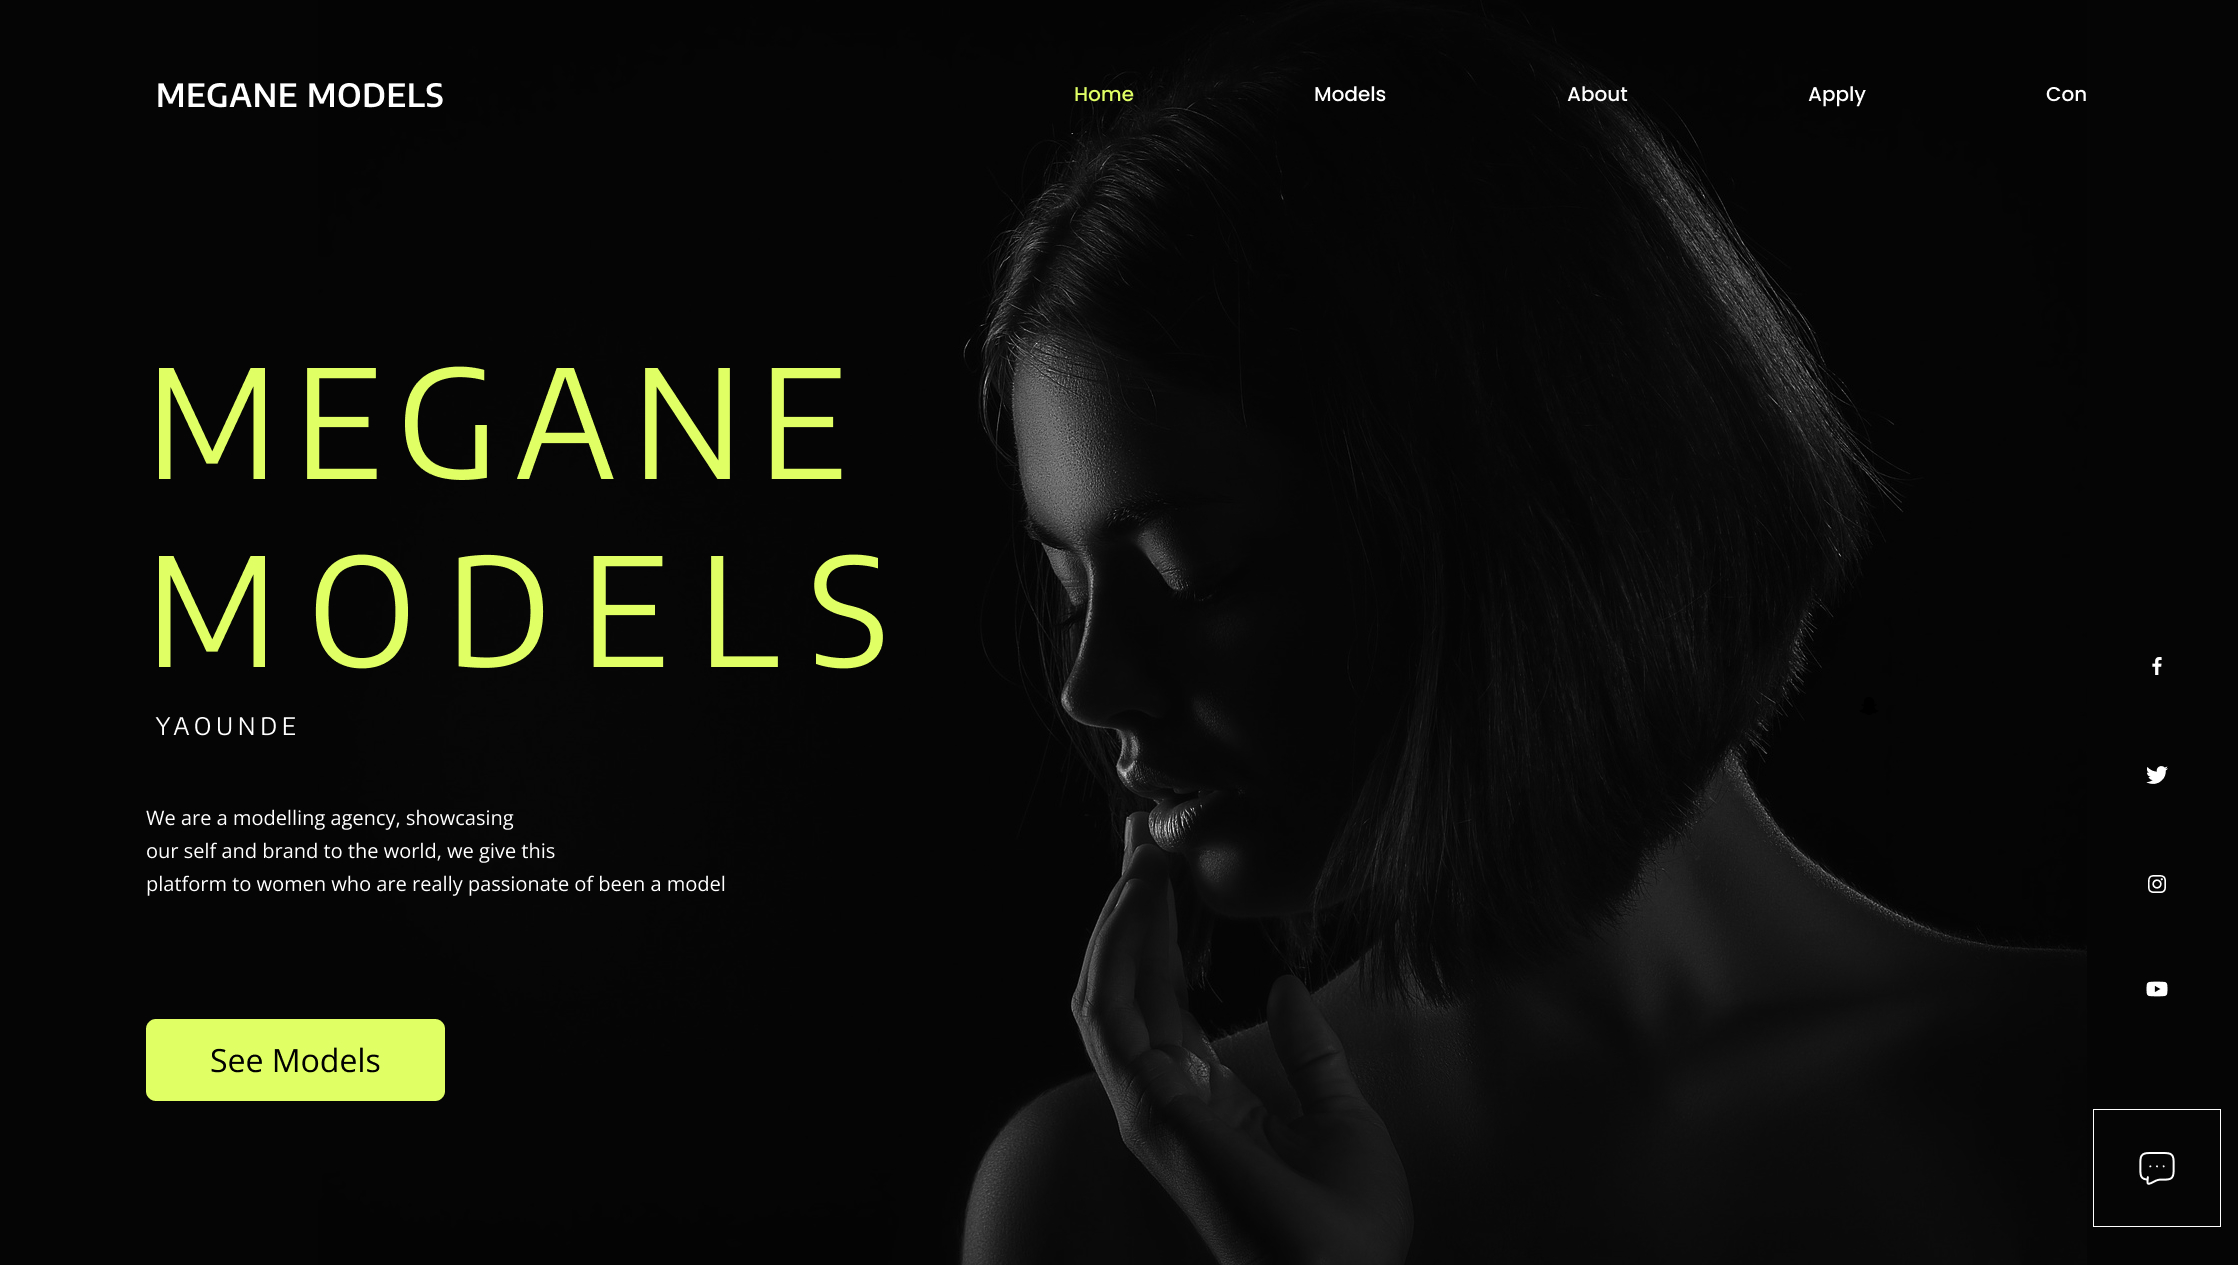 MEGANE MODELS
Home
Models
About
Apply
Con
MEGANE
MODELS
YAOUNDE
We are a modelling agency, showcasing
our self and brand to the world, we give this
platform to women who are really passionate of been a model
See Models